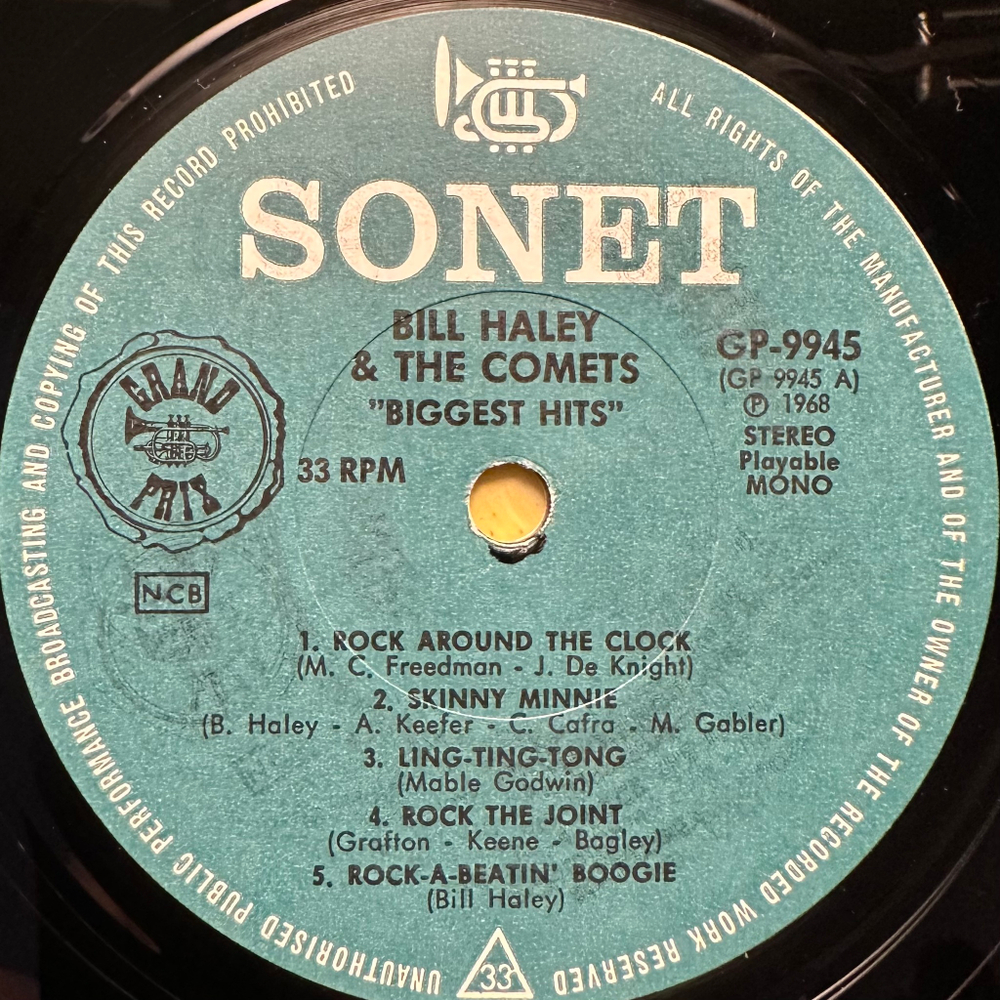 SONET
BILL HALEY
& THE COMETS
"BIGGEST HITS"
GP-9945
(GP 9945 A)
Ⓟ 1968
STEREO
Playable
MONO
33 RPM
GRAND
PRIX
NCB
1. ROCK AROUND THE CLOCK
(M. C. Freedman - J. De Knight)
2. SKINNY MINNIE
(B. Haley - A. Keefer - C. Cafra - M. Gabler)
3. LING-TING-TONG
(Mable Godwin)
4. ROCK THE JOINT
(Grafton - Keene - Bagley)
5. ROCK-A-BEATIN' BOOGIE
(Bill Haley)
33
ALL RIGHTS OF THE MANUFACTURER AND OF THE OWNER OF THE RECORDED WORK RESERVED
UNAUTHORISED PUBLIC PERFORMANCE BROADCASTING AND COPYING OF THIS RECORD PROHIBITED